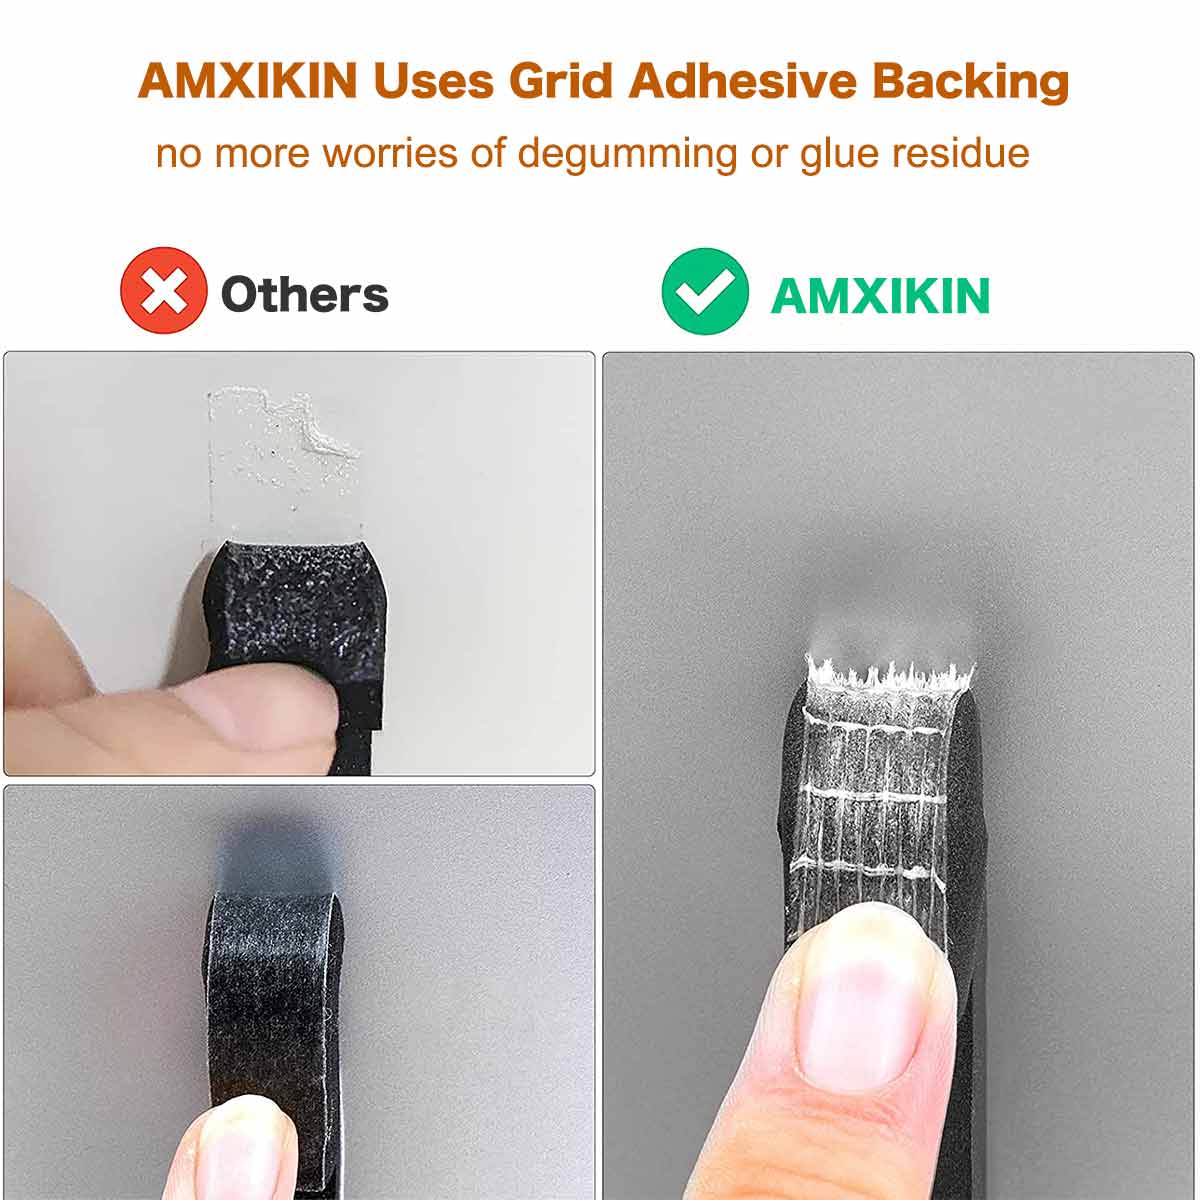 AMXIKIN Uses Grid Adhesive Backing
no more worries of degumming or glue residue
Others
AMXIKIN